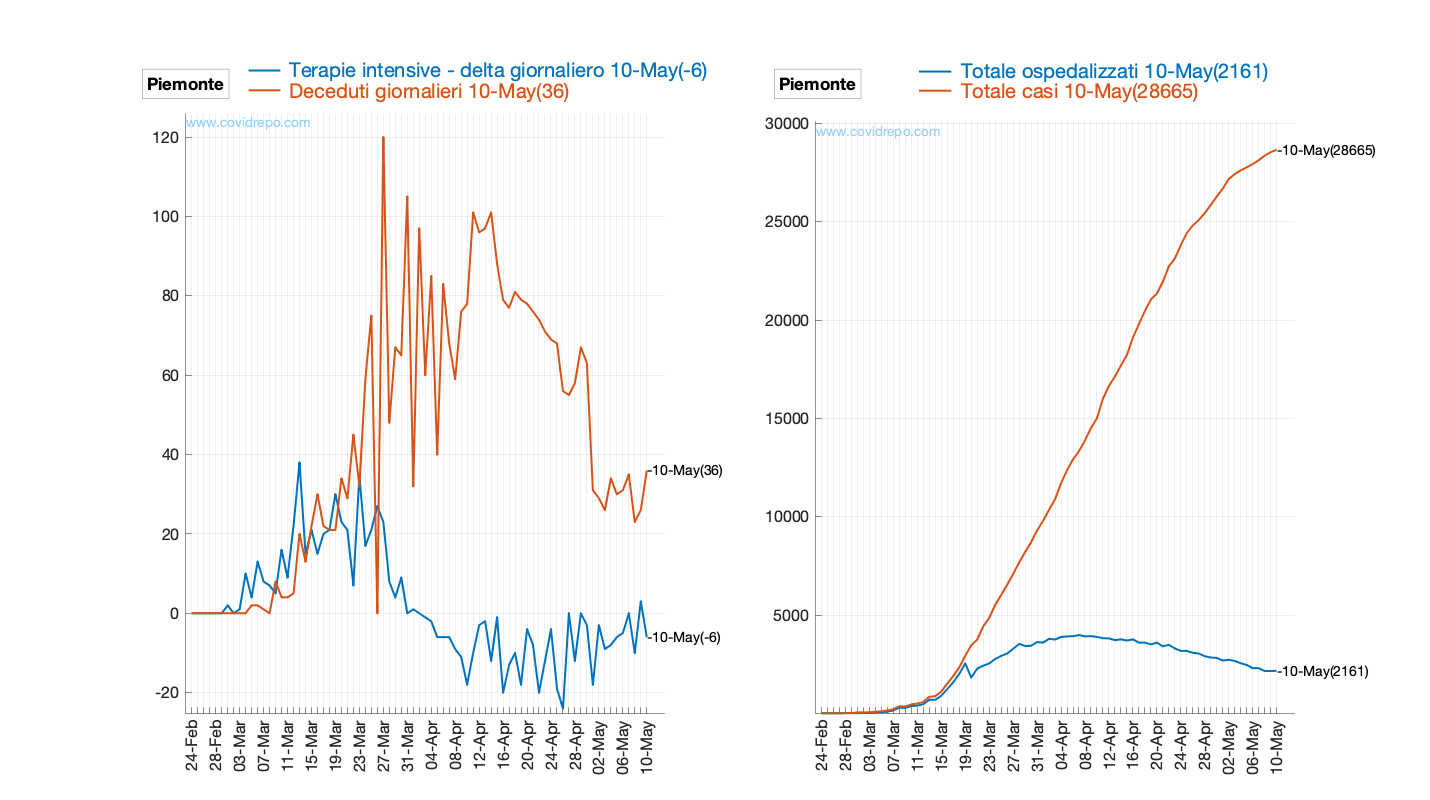 Piemonte
Terapie intensive - delta giornaliero 10-May(-6)
Deceduti giornalieri 10-May(36)
www.covidrepo.com
120
100
80
60
40
20
0
-20
-10-May(36)
-10-May(-6)
24-Feb
28-Feb
03-Mar
07-Mar
11-Mar
15-Mar
19-Mar
23-Mar
27-Mar
31-Mar
04-Apr
08-Apr
12-Apr
16-Apr
20-Apr
24-Apr
28-Apr
02-May
06-May
10-May
Piemonte
Totale ospedalizzati 10-May(2161)
Totale casi 10-May(28665)
www.covidrepo.com
30000
25000
20000
15000
10000
5000
-10-May(28665)
-10-May(2161)
24-Feb
28-Feb
03-Mar
07-Mar
11-Mar
15-Mar
19-Mar
23-Mar
27-Mar
31-Mar
04-Apr
08-Apr
12-Apr
16-Apr
20-Apr
24-Apr
28-Apr
02-May
06-May
10-May